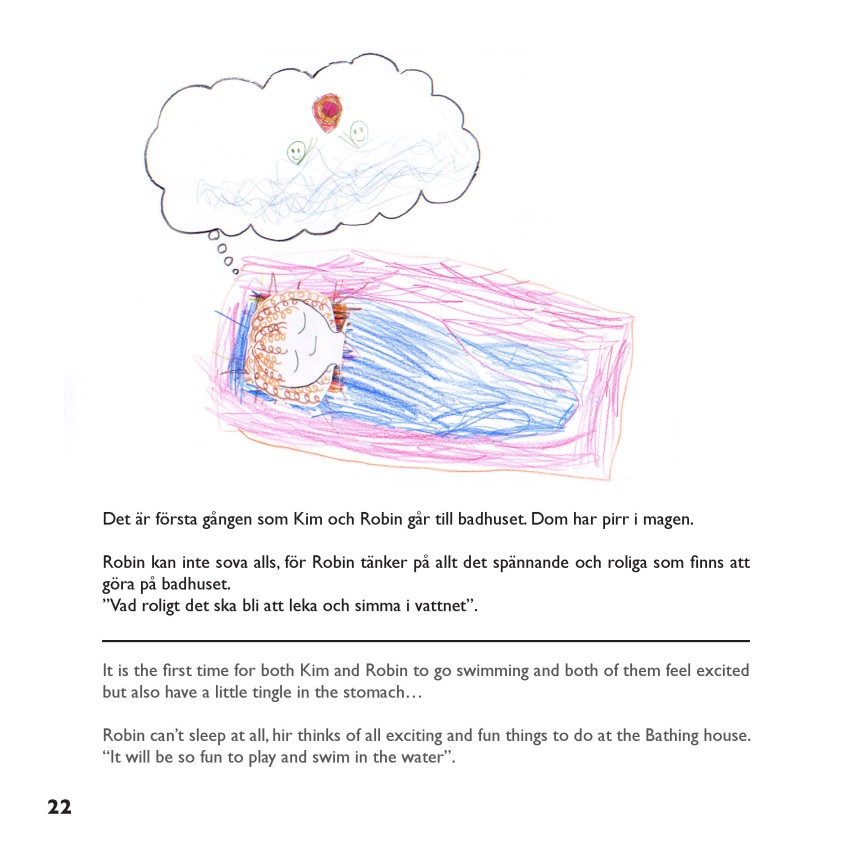 Det är första gången som Kim och Robin går till badhuset. Dom har pirr i magen.
Robin kan inte sova alls, för Robin tänker på allt det spännande och roliga som finns att
göra på badhuset.
”Vad roligt det ska bli att leka och simma i vattnet”.
It is the first time for both Kim and Robin to go swimming and both of them feel excited
but also have a little tingle in the stomach…
Robin can’t sleep at all, hir thinks of all exciting and fun things to do at the Bathing house.
“It will be so fun to play and swim in the water”.
22